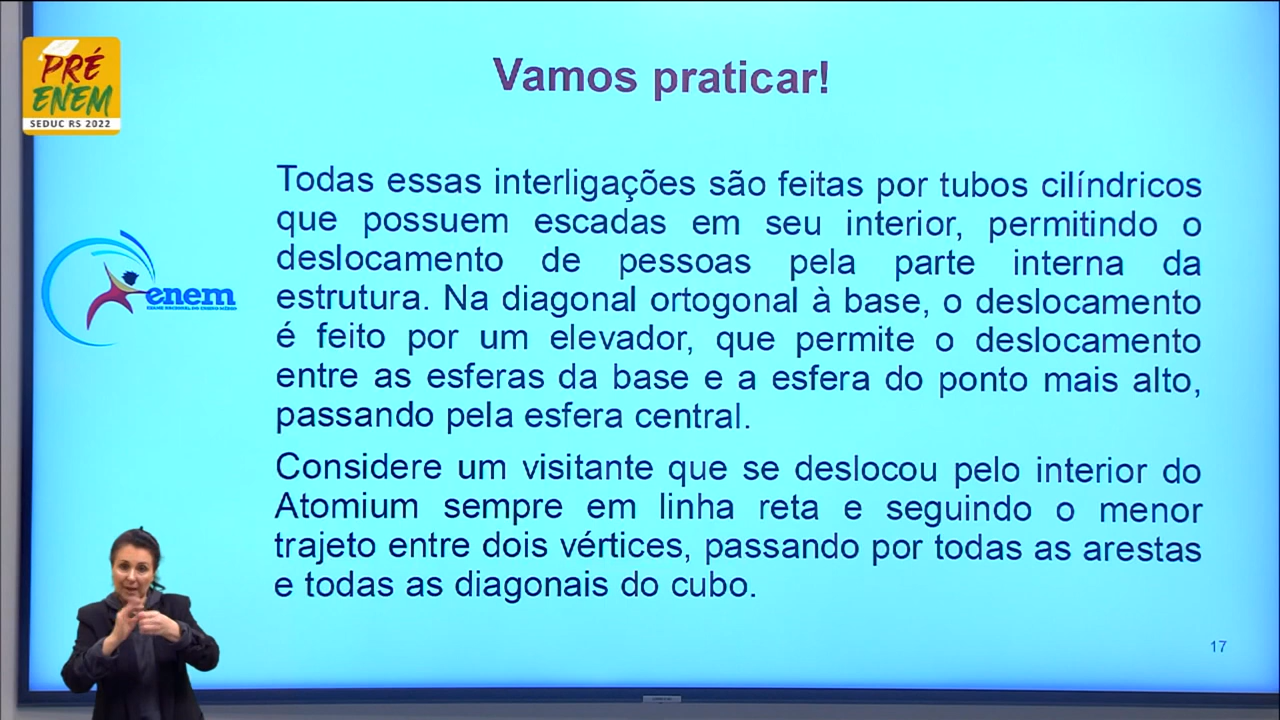 PRÉ
ENEM
SEDUC RS 2022
Vamos praticar!
Todas essas interligações são feitas por tubos cilíndricos
que possuem escadas em seu interior, permitindo o
deslocamento de pessoas pela parte interna da
estrutura. Na diagonal ortogonal à base, o deslocamento
é feito por um elevador, que permite o deslocamento
entre as esferas da base e a esfera do ponto mais alto,
passando pela esfera central.
enem
Considere um visitante que se deslocou pelo interior do
Atomium sempre em linha reta e seguindo o menor
trajeto entre dois vértices, passando por todas as arestas
e todas as diagonais do cubo.
17